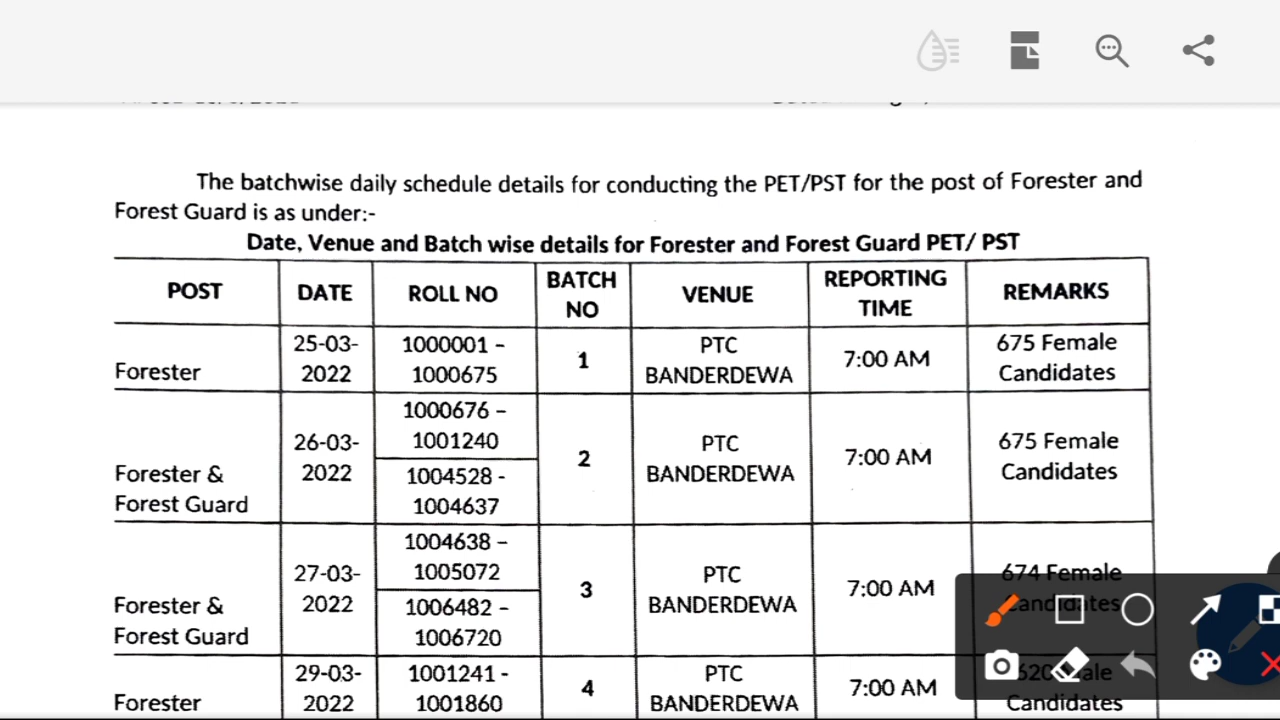 The batchwise daily schedule details for conducting the PET/PST for the post of Forester and
Forest Guard is as under:-
Date, Venue and Batch wise details for Forester and Forest Guard PET/ PST
POST DATE ROLL NO BATCH NO VENUE REPORTING TIME REMARKS
Forester 25-03-2022 1000001 – 1000675 1 PTC BANDERDEWA 7:00 AM 675 Female Candidates
Forester & Forest Guard 26-03-2022 1000676 – 1001240 2 PTC BANDERDEWA 7:00 AM 675 Female Candidates
1004528 - 1004637
Forester & Forest Guard 27-03-2022 1004638 – 1005072 3 PTC BANDERDEWA 7:00 AM 674 Female Candidates
1006482 – 1006720
Forester 29-03-2022 1001241 - 1001860 4 PTC BANDERDEWA 7:00 AM 620 Male Candidates